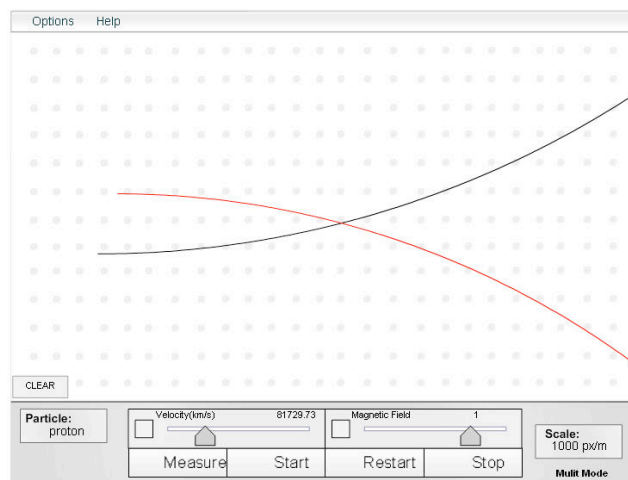 Options Help
CLEAR
Particle:
proton
Velocity(km/s) 81729.73
Magnetic Field 1
Measure Start Restart Stop
Scale:
1000 px/m
Mulit Mode